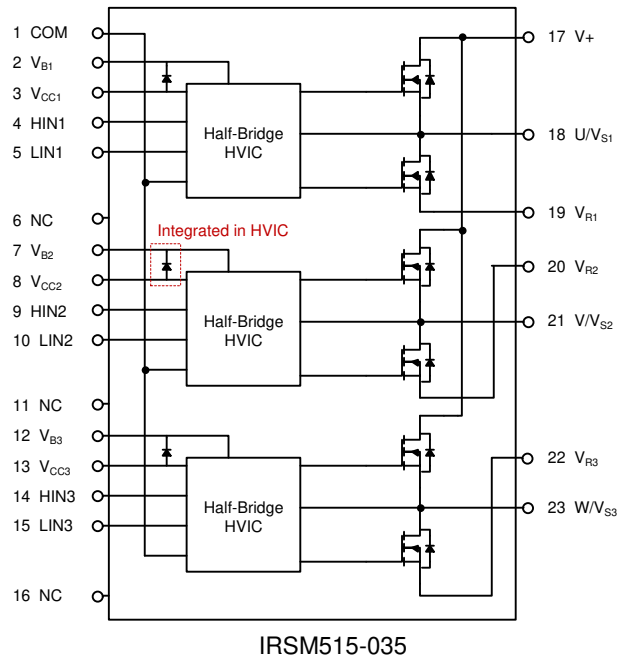 1 COM
2 VB1
3 VCC1
4 HIN1
5 LIN1
6 NC
7 VB2
8 VCC2
9 HIN2
10 LIN2
11 NC
12 VB3
13 VCC3
14 HIN3
15 LIN3
16 NC
Half-Bridge
HVIC
Integrated in HVIC
Half-Bridge
HVIC
Half-Bridge
HVIC
17 V+
18 U/VS1
19 VR1
20 VR2
21 V/VS2
22 VR3
23 W/VS3
IRSM515-035